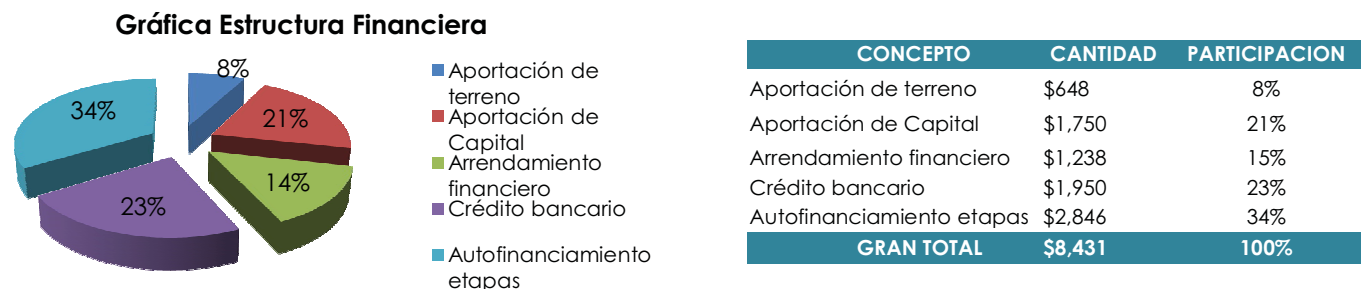 Gráfica Estructura Financiera
8%
21%
14%
23%
34%
Aportación de
terreno
Aportación de
Capital
Arrendamiento
financiero
Crédito bancario
Autofinanciamiento
etapas
CONCEPTO CANTIDAD PARTICIPACION
Aportación de terreno $648 8%
Aportación de Capital $1,750 21%
Arrendamiento financiero $1,238 15%
Crédito bancario $1,950 23%
Autofinanciamiento etapas $2,846 34%
GRAN TOTAL $8,431 100%